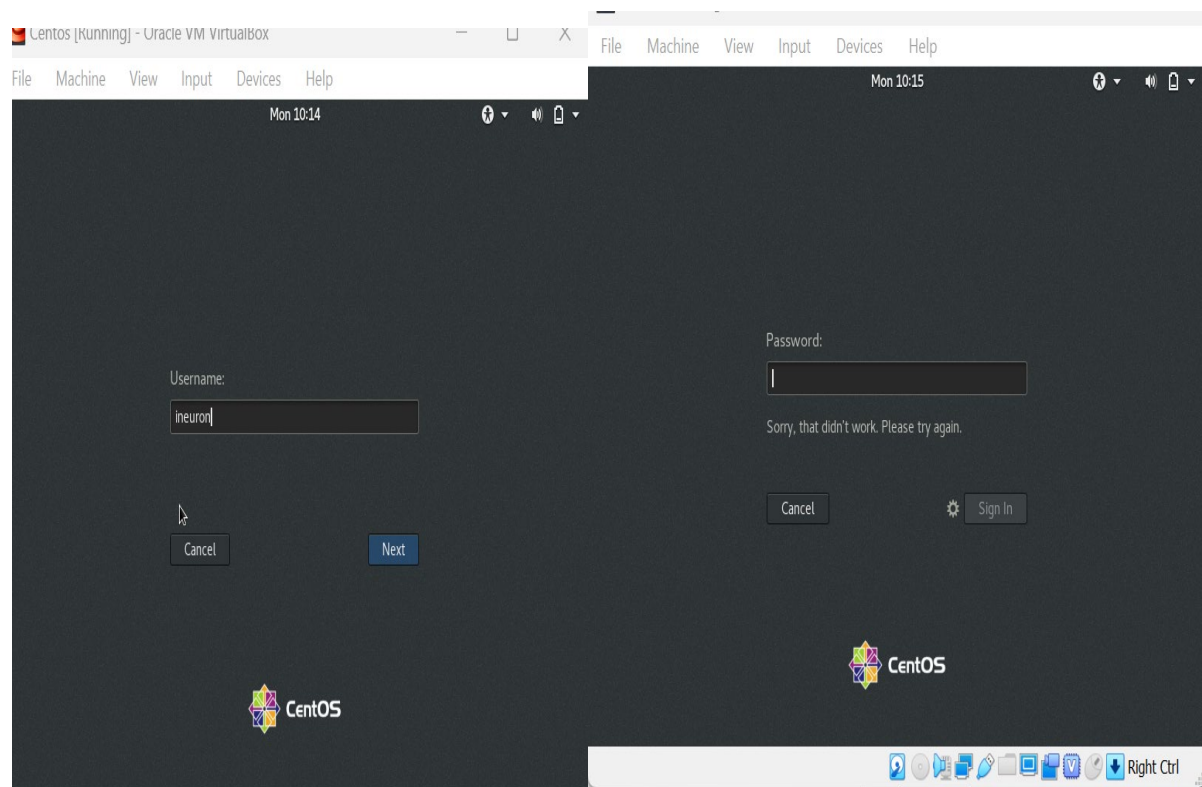 Centos [Running] - Oracle VM VirtualBox
File Machine View Input Devices Help
Mon 10:14
Username:
ineuron
Cancel Next
CentOS
File Machine View Input Devices Help
Mon 10:15
Password:
Sorry, that didn't work. Please try again.
Cancel Sign In
CentOS
Right Ctrl